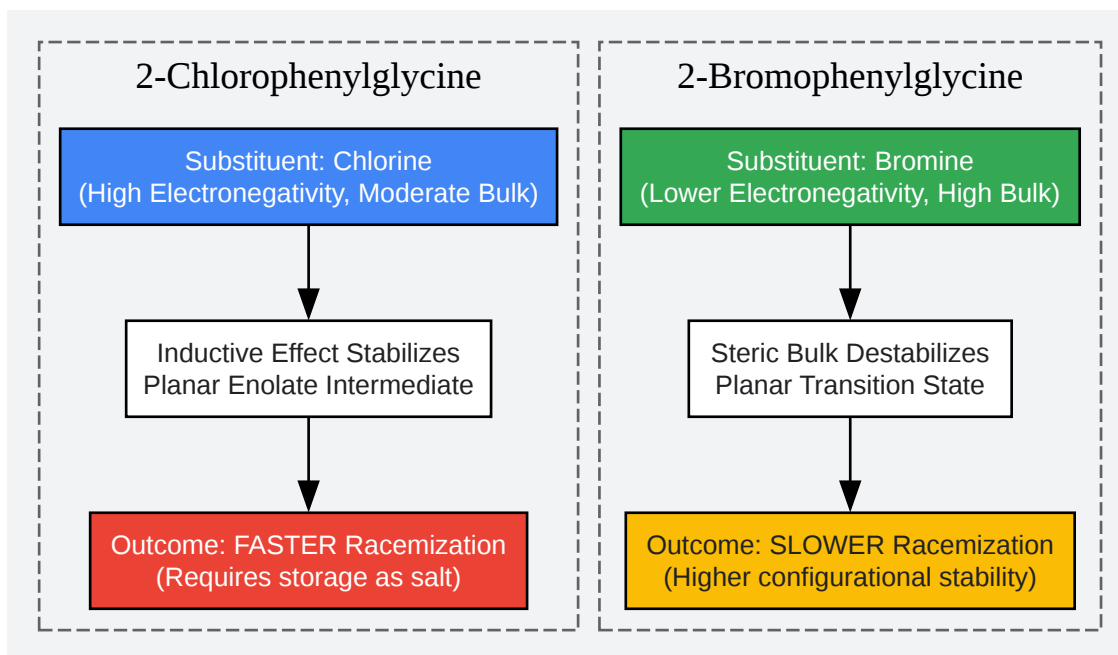 2-Chlorophenylglycine
Substituent: Chlorine
(High Electronegativity, Moderate Bulk)
Inductive Effect Stabilizes
Planar Enolate Intermediate
Outcome: FASTER Racemization
(Requires storage as salt)
2-Bromophenylglycine
Substituent: Bromine
(Lower Electronegativity, High Bulk)
Steric Bulk Destabilizes
Planar Transition State
Outcome: SLOWER Racemization
(Higher configurational stability)